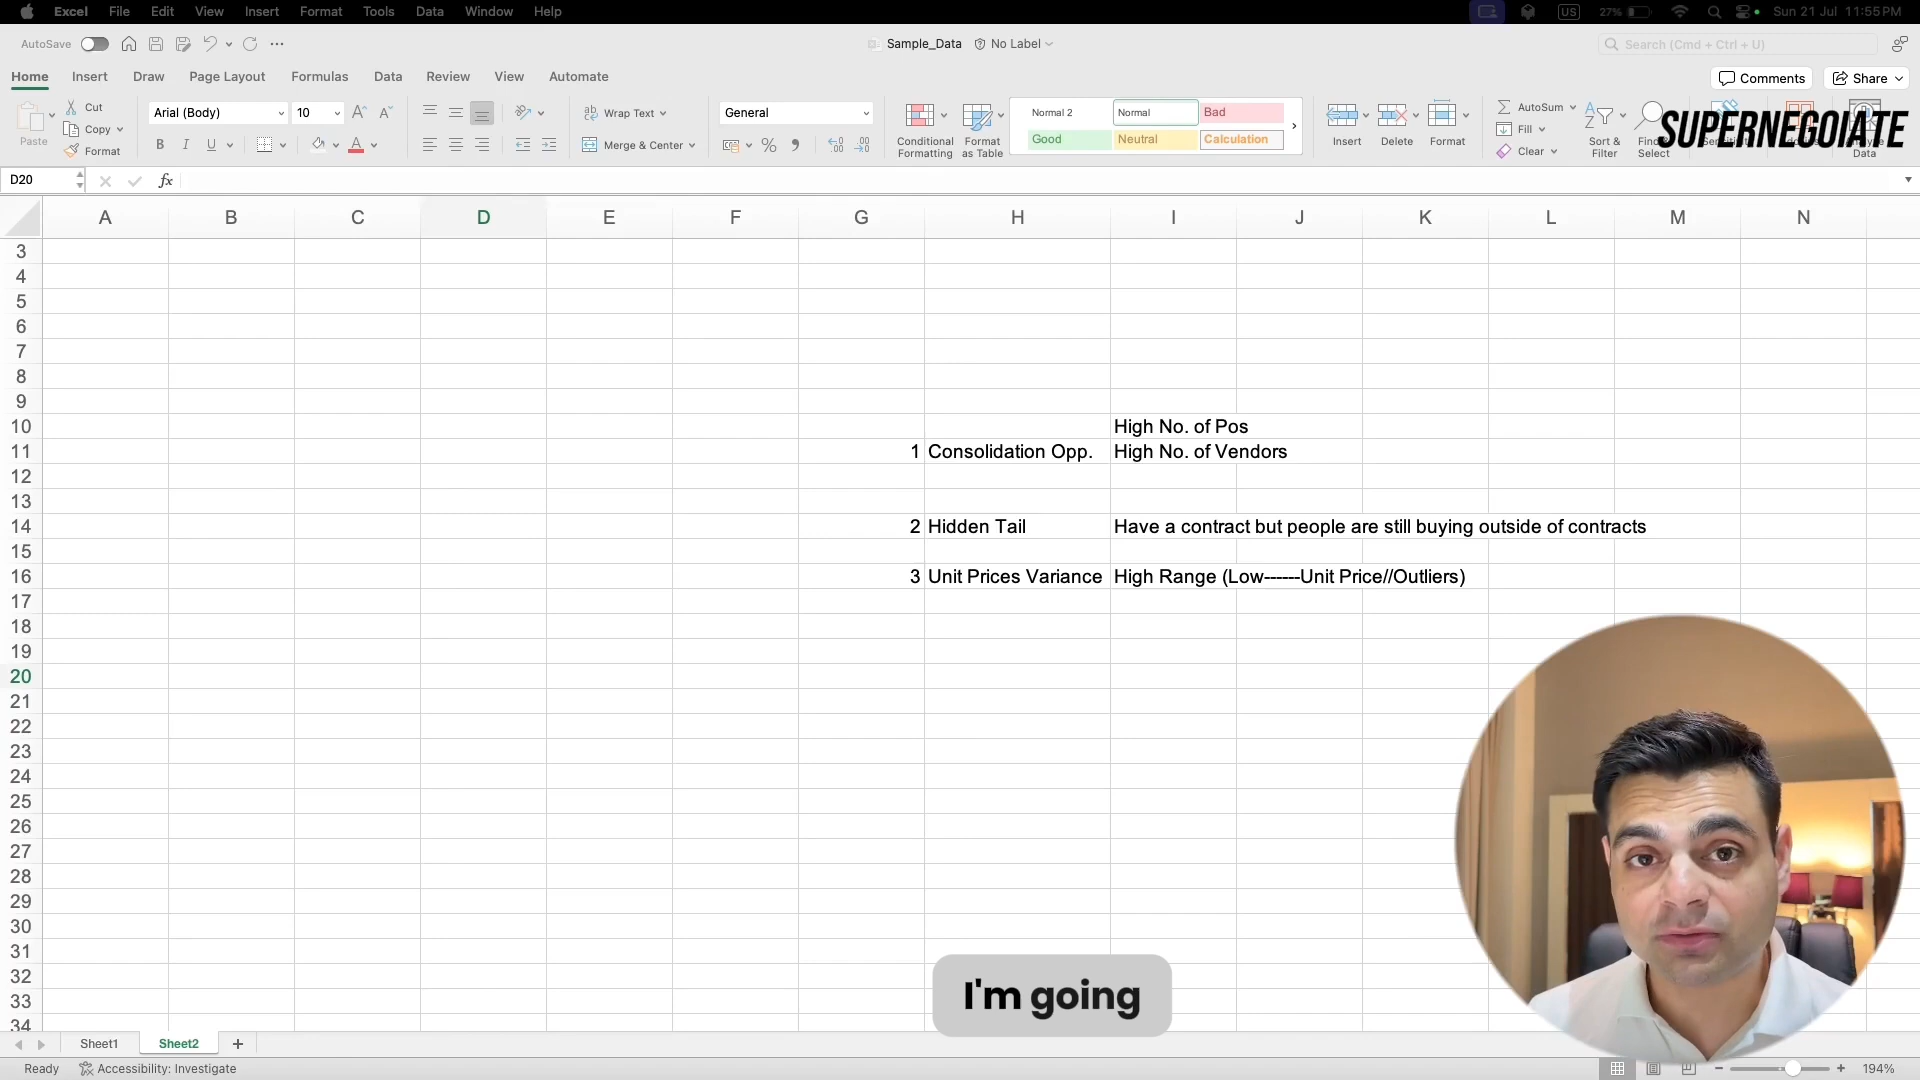 Excel File Edit View Insert Format Tools Data Window Help US 27% Sun 21 Jul 11:55 PM
AutoSave Sample_Data No Label Search (Cmd + Ctrl + U)
Home Insert Draw Page Layout Formulas Data Review View Automate Comments Share
Paste Cut Copy Format
Arial (Body) 10
B I U A
Wrap Text
Merge & Center
General
Conditional Formatting
Format as Table
Normal 2 Normal Bad
Good Neutral Calculation
Insert Delete Format
AutoSum
Fill
Clear
Sort & Filter
Select
Data
SUPERNEGOIATE
D20 fx
A B C D E F G H I J K L M N
3
4
5
6
7
8
9
10 High No. of Pos
11 1 Consolidation Opp. High No. of Vendors
12
13
14 2 Hidden Tail Have a contract but people are still buying outside of contracts
15
16 3 Unit Prices Variance High Range (Low------Unit Price//Outliers)
17
18
19
20
21
22
23
24
25
26
27
28
29
30
31
32
33
34
I'm going
Sheet1 Sheet2 +
Ready Accessibility: Investigate 194%